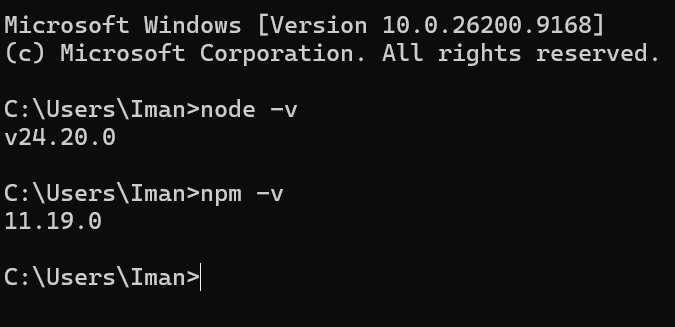 Microsoft Windows [Version 10.0.26200.9168]
(c) Microsoft Corporation. All rights reserved.
C:\Users\Iman>node -v
v24.20.0
C:\Users\Iman>npm -v
11.19.0
C:\Users\Iman>